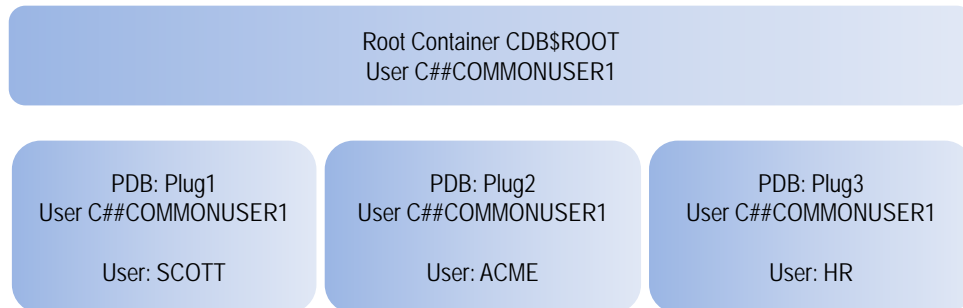 Root Container CDB$ROOT
User C##COMMONUSER1
PDB: Plug1
User C##COMMONUSER1
User: SCOTT
PDB: Plug2
User C##COMMONUSER1
User: ACME
PDB: Plug3
User C##COMMONUSER1
User: HR